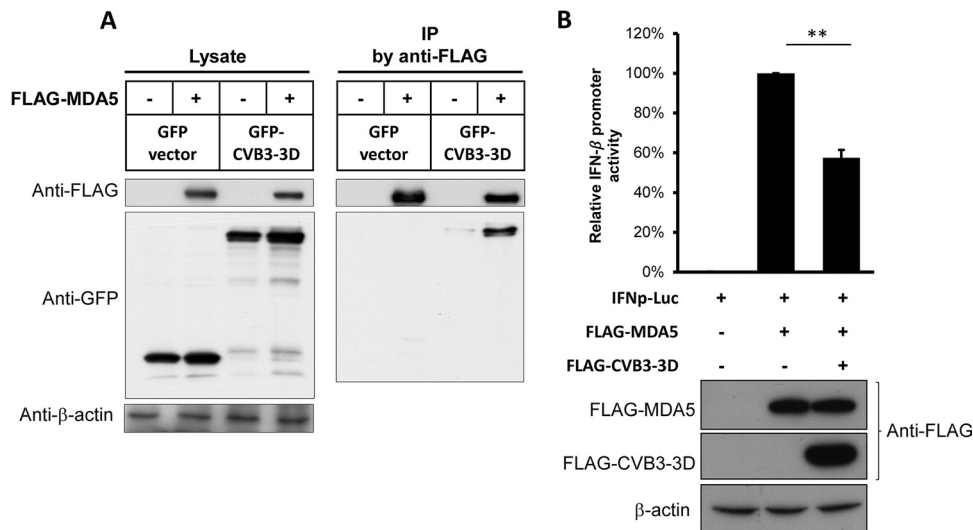 A
Lysate
IP
by anti-FLAG
FLAG-MDA5 - + - + - + - +
GFP vector GFP-CVB3-3D GFP vector GFP-CVB3-3D
Anti-FLAG
Anti-GFP
Anti-β-actin
B
**
Relative IFN-β promoter
activity
120%
100%
80%
60%
40%
20%
0%
IFNp-Luc + + +
FLAG-MDA5 - + +
FLAG-CVB3-3D - - +
FLAG-MDA5
FLAG-CVB3-3D
Anti-FLAG
β-actin